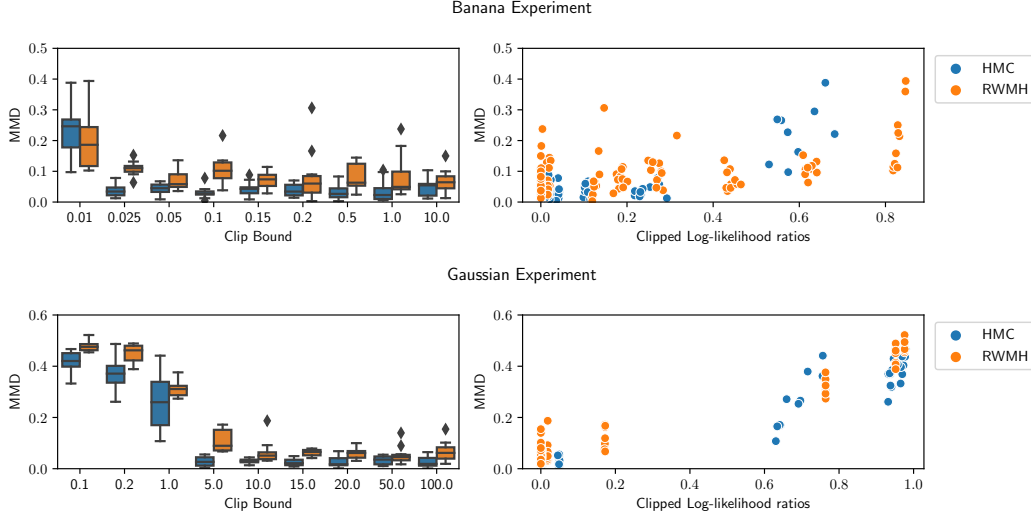 Banana Experiment
0.5
0.4
0.3
0.2
0.1
0.0
MMD
0.01 0.025 0.05 0.1 0.15 0.2 0.5 1.0 10.0
Clip Bound
0.5
0.4
0.3
0.2
0.1
0.0
MMD
0.0 0.2 0.4 0.6 0.8
Clipped Log-likelihood ratios
HMC
RWMH
Gaussian Experiment
0.6
0.4
0.2
0.0
MMD
0.1 0.2 1.0 5.0 10.0 15.0 20.0 50.0 100.0
Clip Bound
0.6
0.4
0.2
0.0
MMD
0.0 0.2 0.4 0.6 0.8 1.0
Clipped Log-likelihood ratios
HMC
RWMH